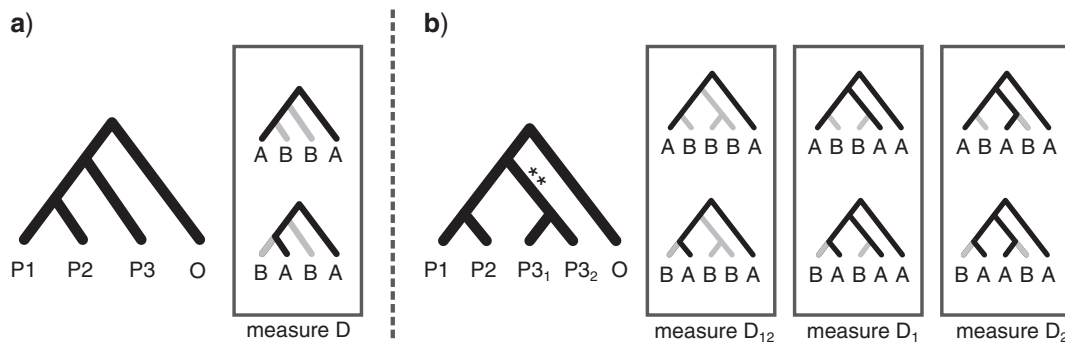 a)
b)
A B B A
A B B B A
A B B A A
A B A B A
P1 P2 P3 O
B A B A
P1 P2 P3₁ P3₂ O
B A B B A
B A B A A
B A A B A
measure D
measure D₁₂
measure D₁
measure D₂
* *